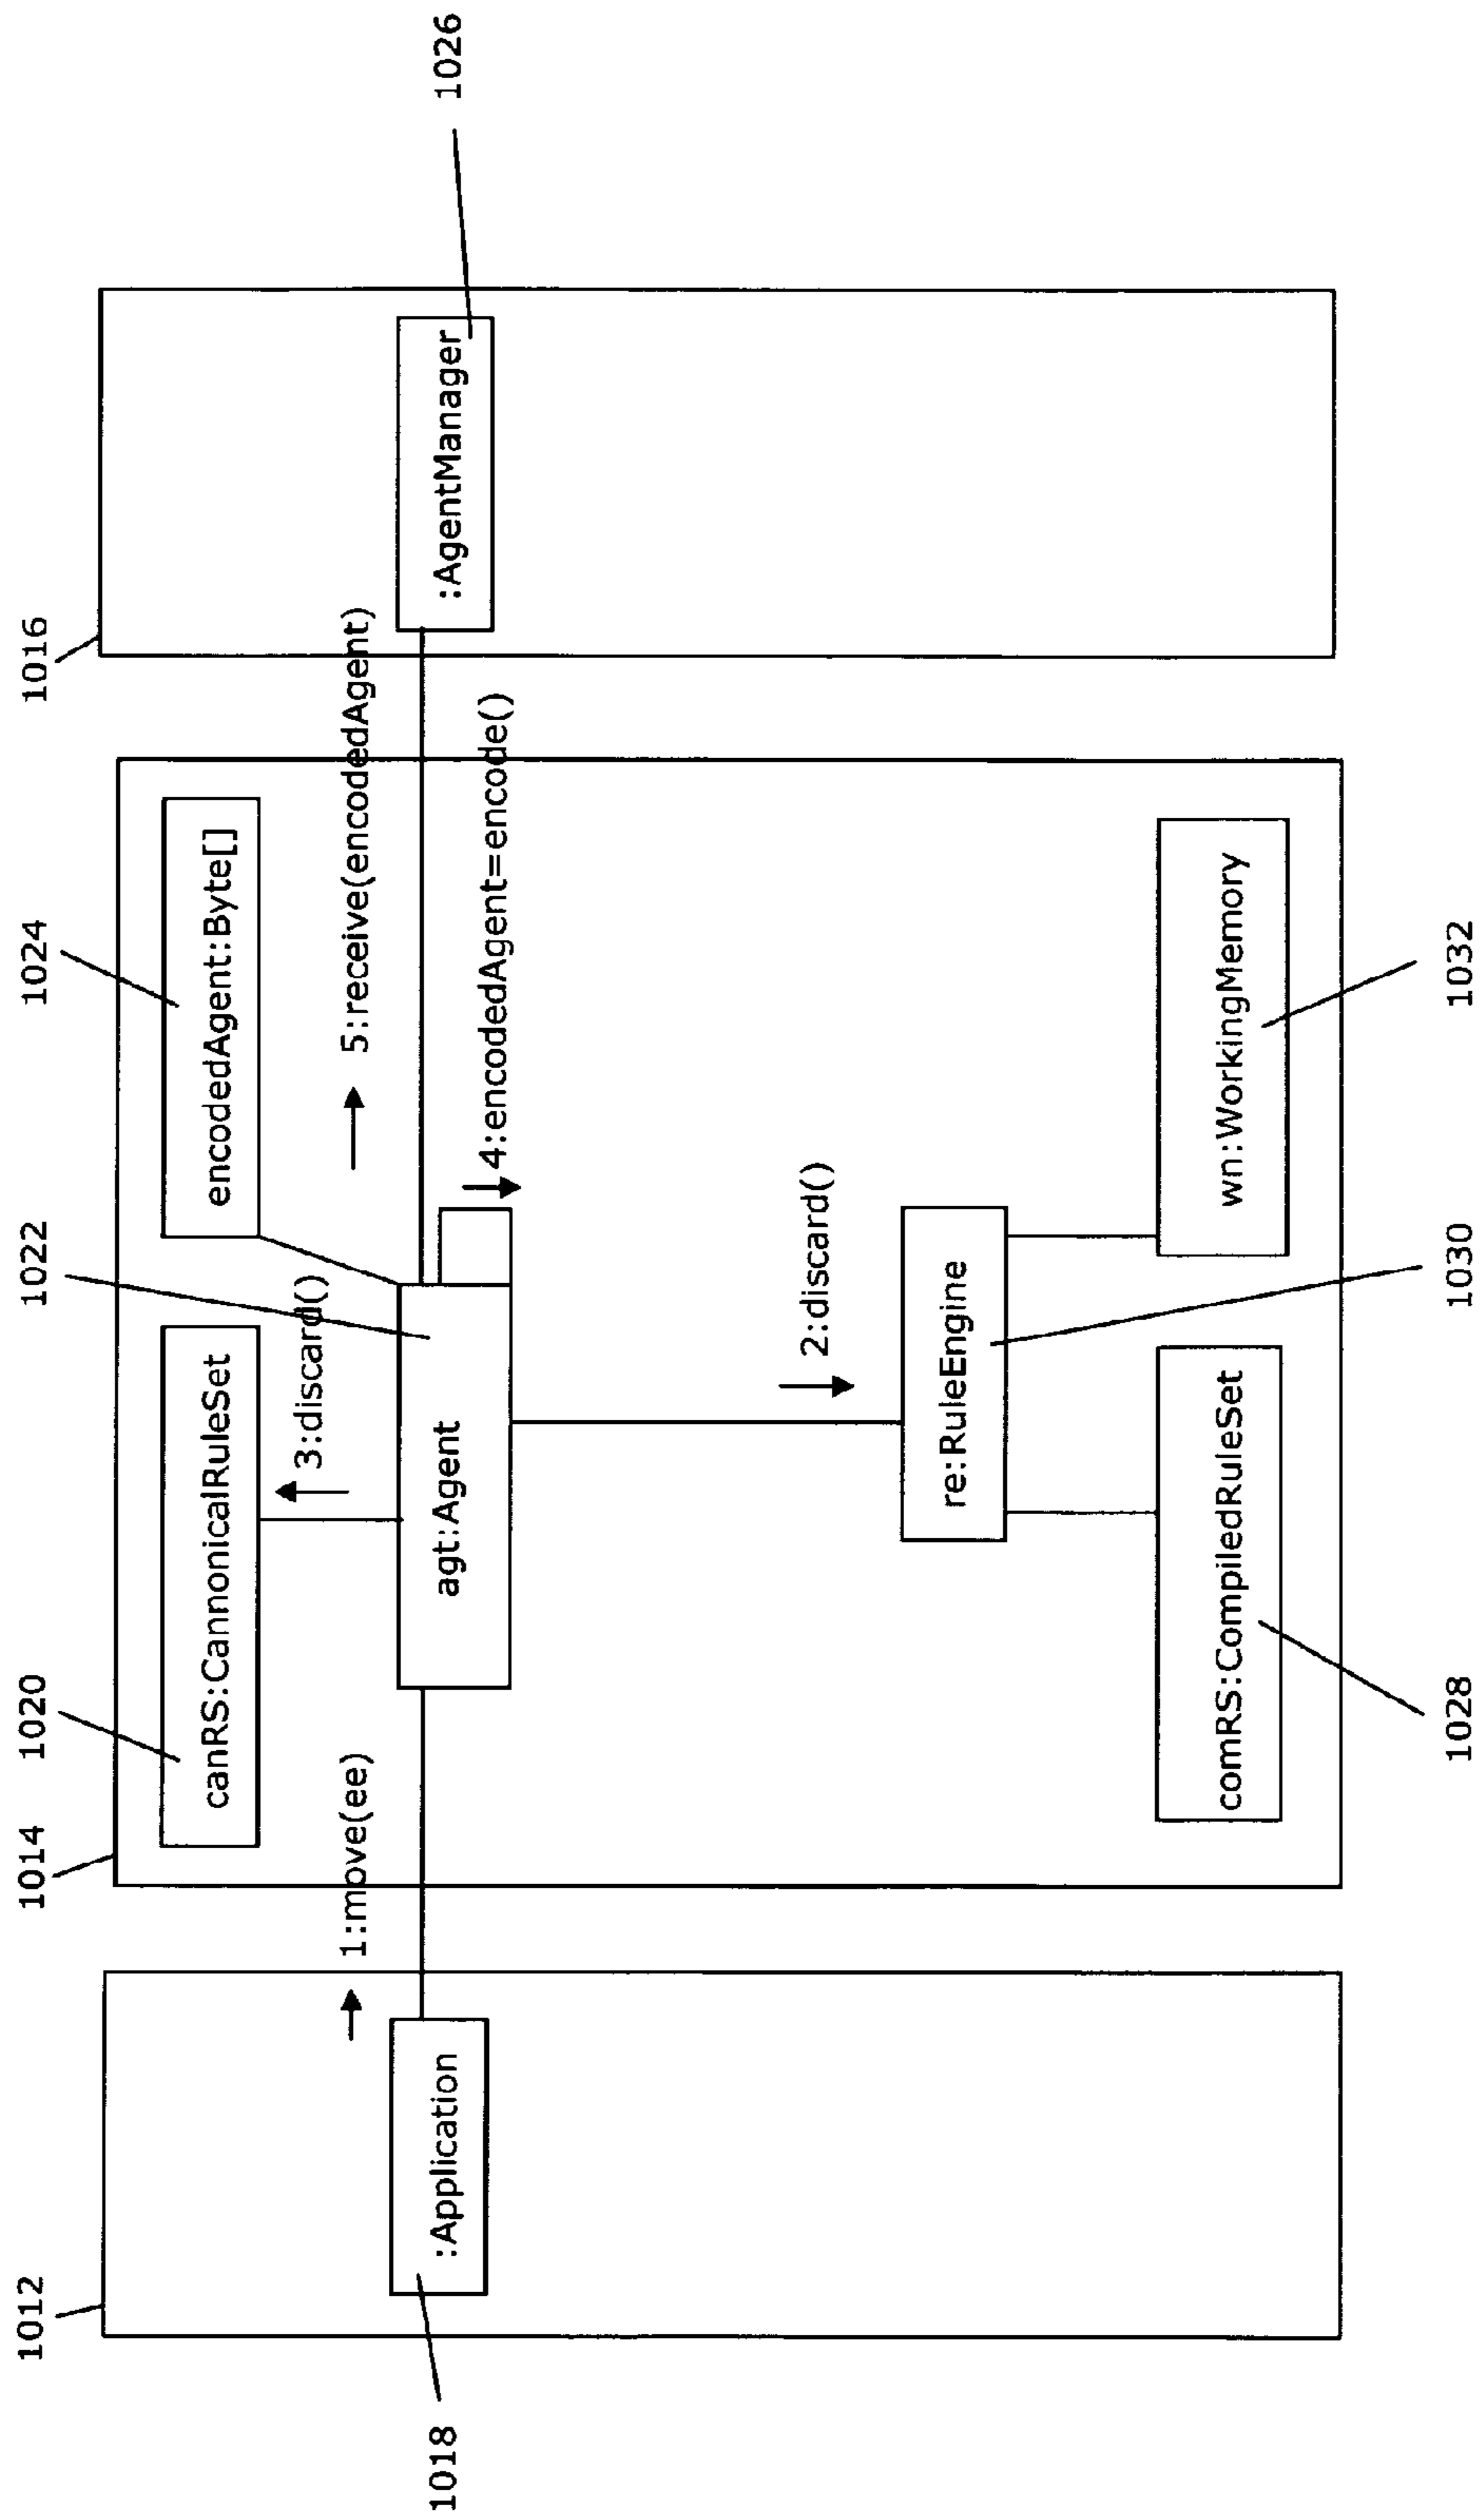 1012
1014
1020
1022
1024
1016
canRS:CannonicalRuleSet
encodedAgent:Byte[]
3:discard()
1:move(ee)
5:receive(encodedAgent)
:Application
agt:Agent
:AgentManager
1018
1026
4:encodedAgent=encode()
2:discard()
re:RuleEngine
comRS:CompiledRuleSet
wn:WorkingMemory
1028
1030
1032